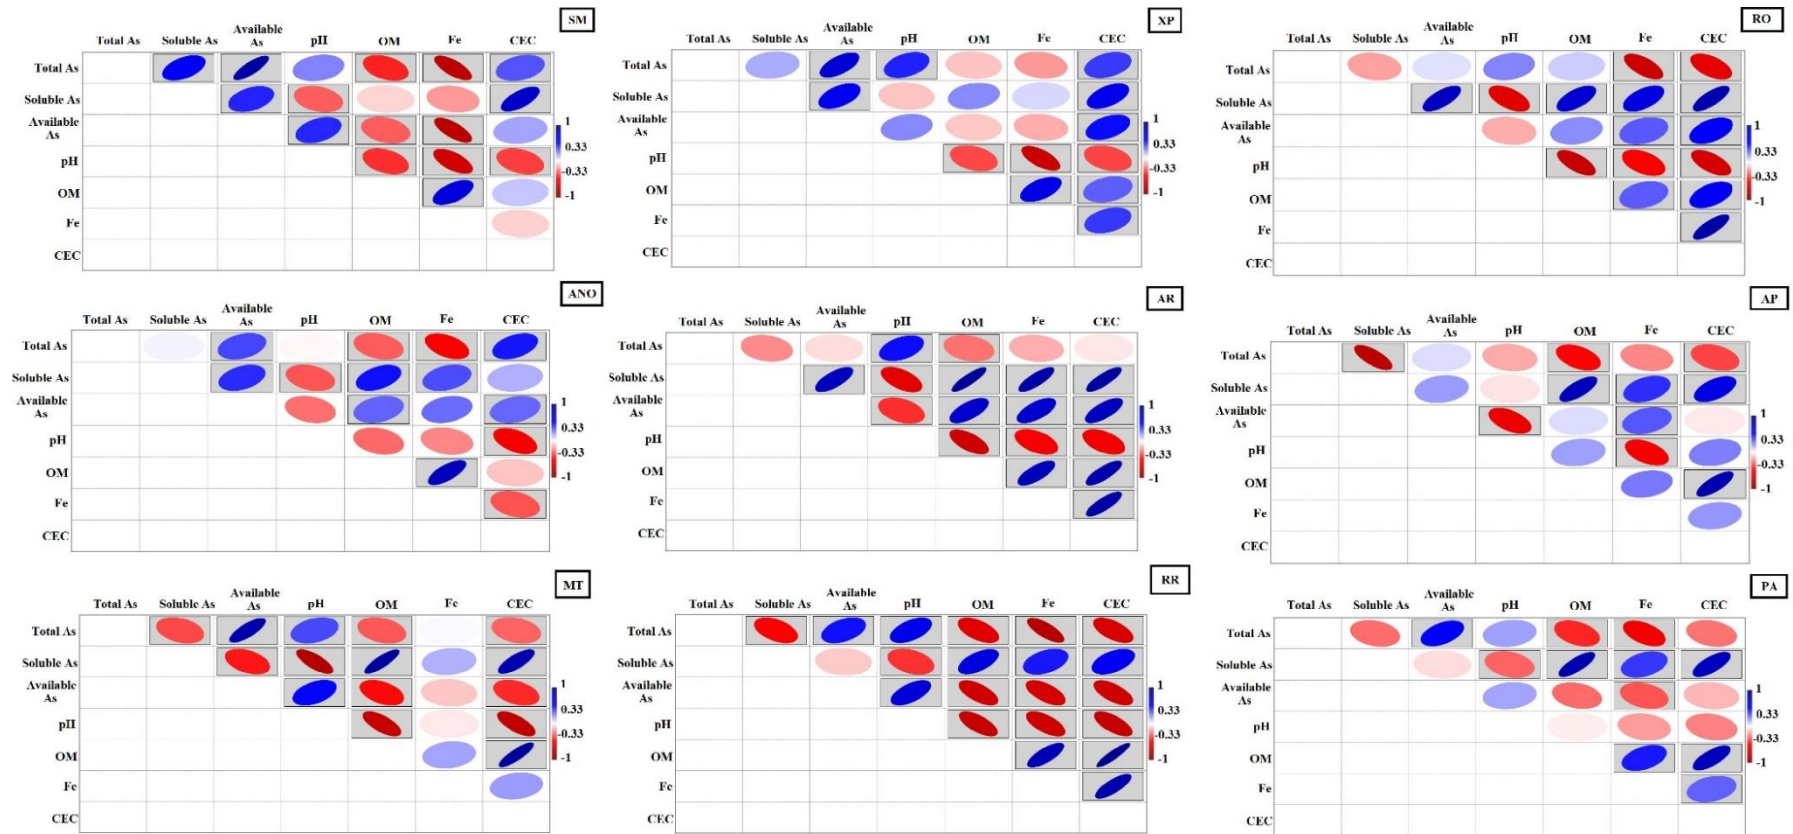 SM
Total As Soluble As Available As pH OM Fe CEC
Total As
Soluble As
Available As
pH
OM
Fe
CEC
1
0.33
-0.33
-1
XP
Total As Soluble As Available As pH OM Fe CEC
Total As
Soluble As
Available As
pH
OM
Fe
CEC
1
0.33
-0.33
-1
RO
Total As Soluble As Available As pH OM Fe CEC
Total As
Soluble As
Available As
pH
OM
Fe
CEC
1
0.33
-0.33
-1
ANO
Total As Soluble As Available As pH OM Fe CEC
Total As
Soluble As
Available As
pH
OM
Fe
CEC
1
0.33
-0.33
-1
AR
Total As Soluble As Available As pH OM Fe CEC
Total As
Soluble As
Available As
pH
OM
Fe
CEC
1
0.33
-0.33
-1
AP
Total As Soluble As Available As pH OM Fe CEC
Total As
Soluble As
Available As
pH
OM
Fe
CEC
1
0.33
-0.33
-1
MT
Total As Soluble As Available As pH OM Fe CEC
Total As
Soluble As
Available As
pH
OM
Fe
CEC
1
0.33
-0.33
-1
RR
Total As Soluble As Available As pH OM Fe CEC
Total As
Soluble As
Available As
pH
OM
Fe
CEC
1
0.33
-0.33
-1
PA
Total As Soluble As Available As pH OM Fe CEC
Total As
Soluble As
Available As
pH
OM
Fe
CEC
1
0.33
-0.33
-1